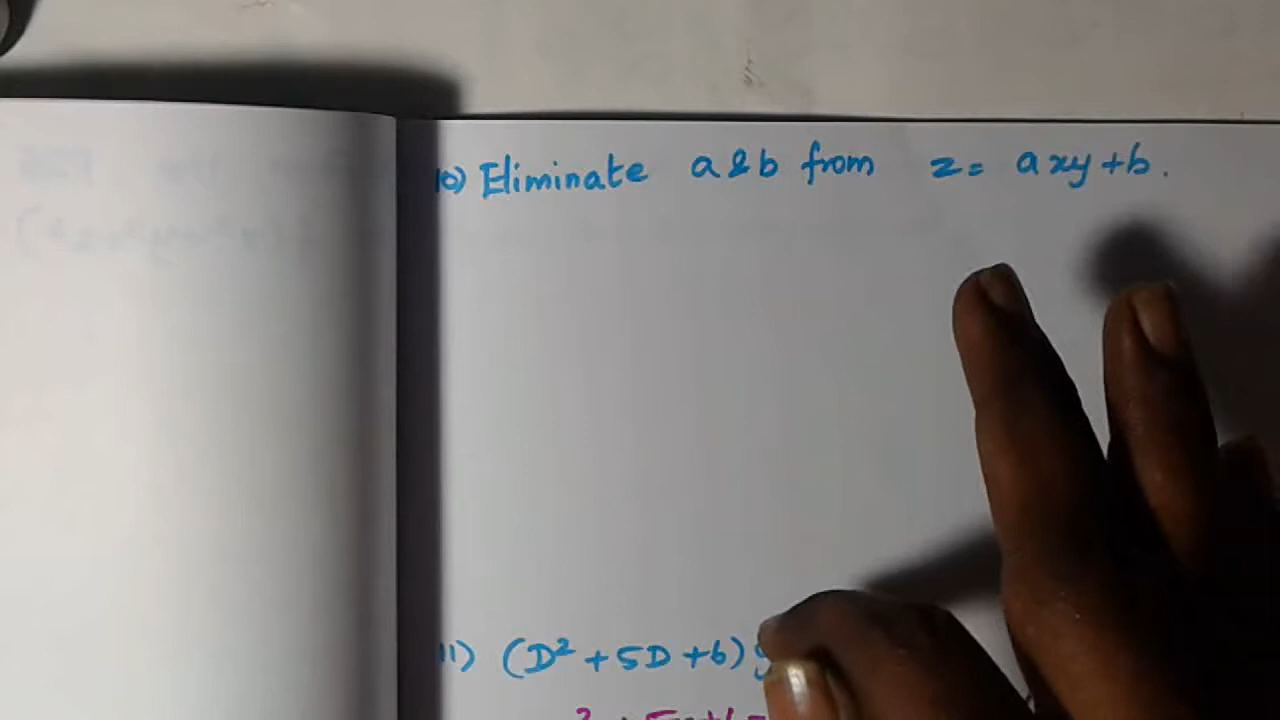 10) Eliminate a & b from z = axy + b.
11) (D² + 5D + 6) y